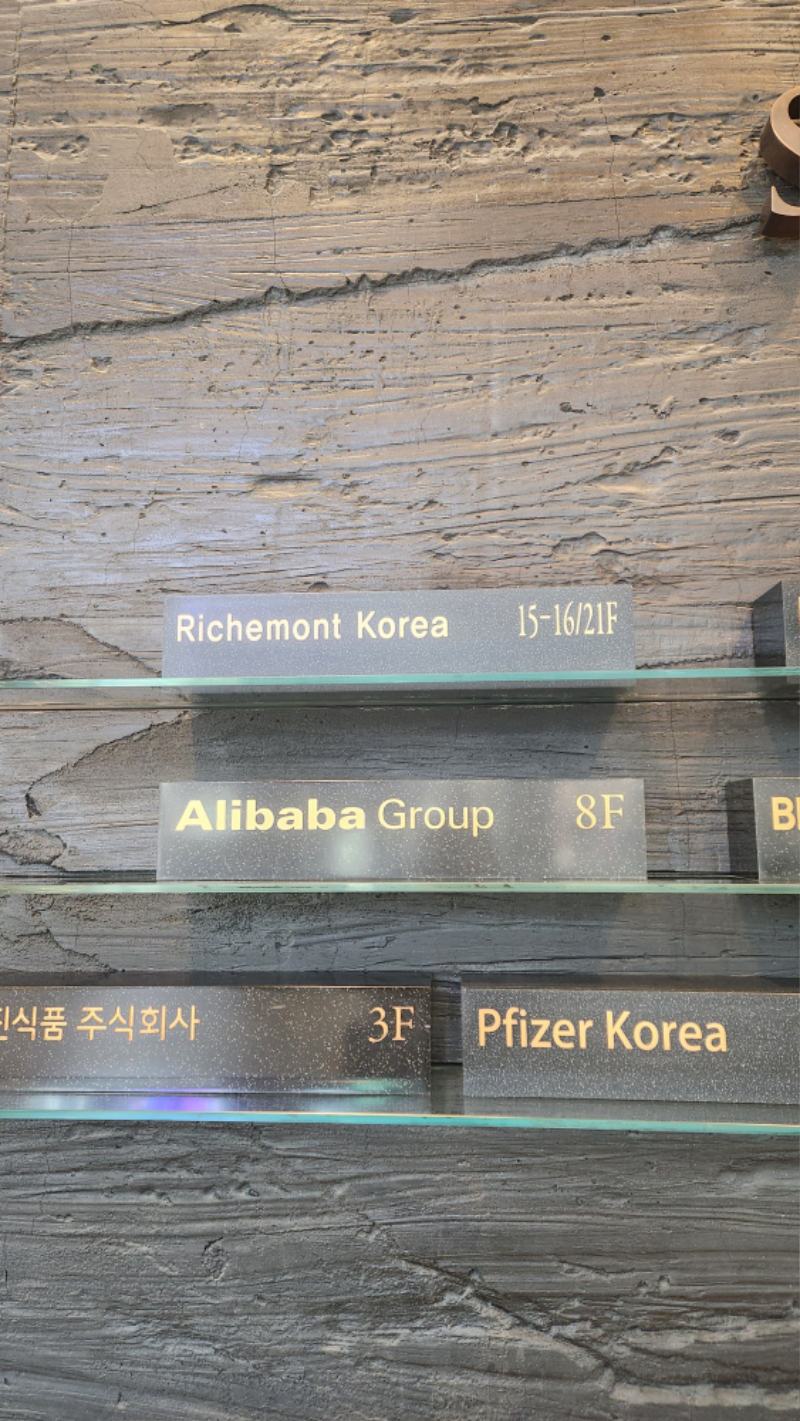 Richemont Korea 15-16/21F
Alibaba Group 8F
식품 주식회사 3F
Pfizer Korea